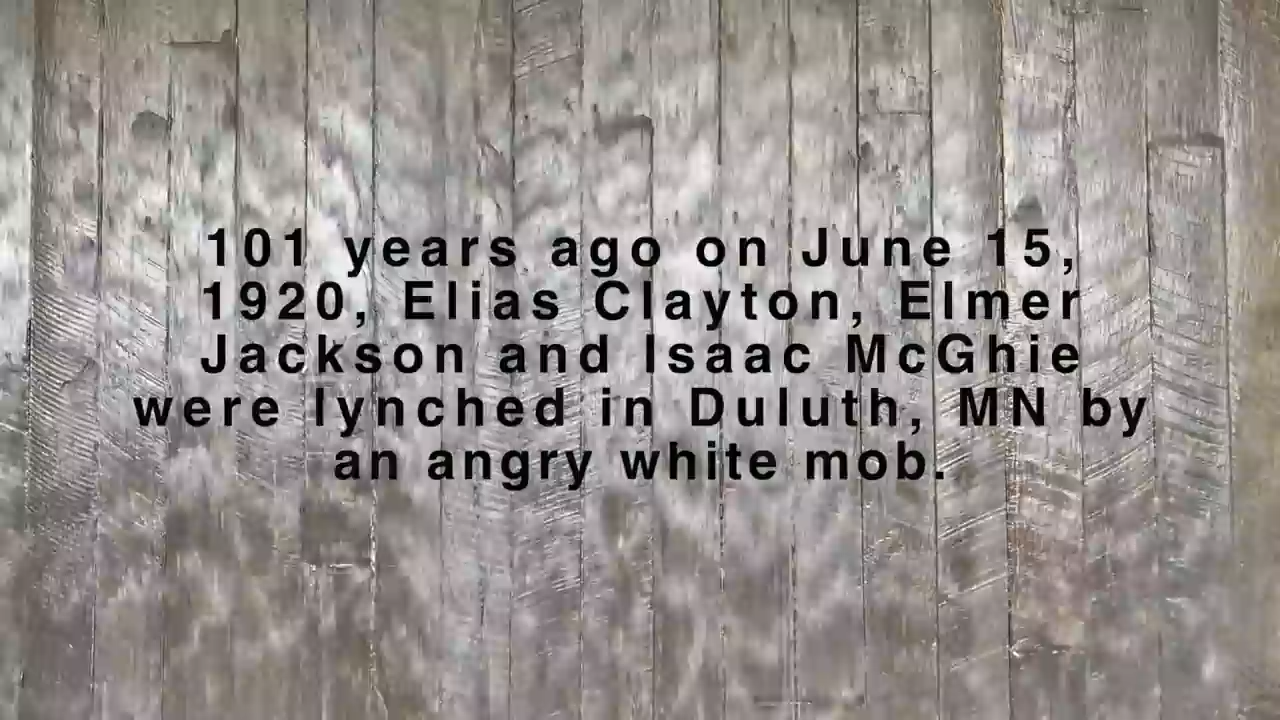 101 years ago on June 15,
1920, Elias Clayton, Elmer
Jackson and Isaac McGhie
were lynched in Duluth, MN by
an angry white mob.